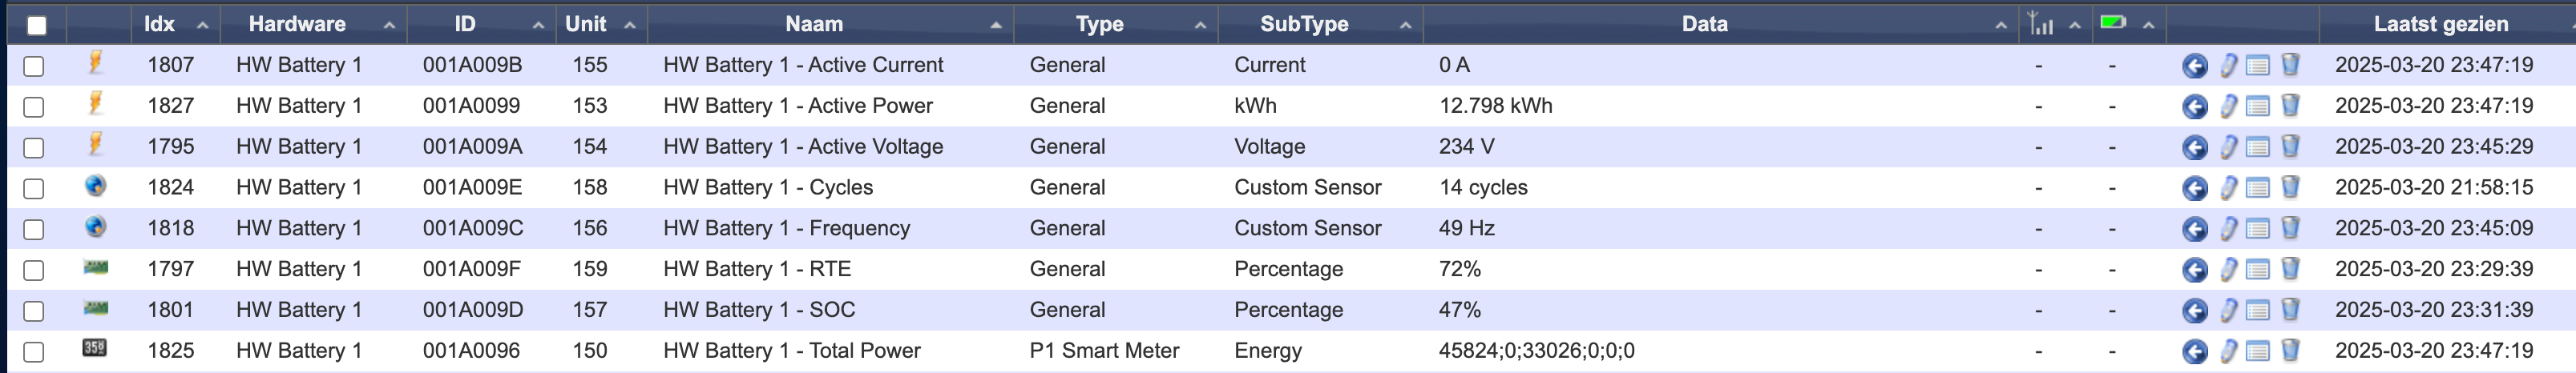 Idx Hardware ID Unit Naam Type SubType Data Laatst gezien
1807 HW Battery 1 001A009B 155 HW Battery 1 - Active Current General Current 0 A - - 2025-03-20 23:47:19
1827 HW Battery 1 001A0099 153 HW Battery 1 - Active Power General kWh 12.798 kWh - - 2025-03-20 23:47:19
1795 HW Battery 1 001A009A 154 HW Battery 1 - Active Voltage General Voltage 234 V - - 2025-03-20 23:45:29
1824 HW Battery 1 001A009E 158 HW Battery 1 - Cycles General Custom Sensor 14 cycles - - 2025-03-20 21:58:15
1818 HW Battery 1 001A009C 156 HW Battery 1 - Frequency General Custom Sensor 49 Hz - - 2025-03-20 23:45:09
1797 HW Battery 1 001A009F 159 HW Battery 1 - RTE General Percentage 72% - - 2025-03-20 23:29:39
1801 HW Battery 1 001A009D 157 HW Battery 1 - SOC General Percentage 47% - - 2025-03-20 23:31:39
1825 HW Battery 1 001A0096 150 HW Battery 1 - Total Power P1 Smart Meter Energy 45824;0;33026;0;0;0 - - 2025-03-20 23:47:19